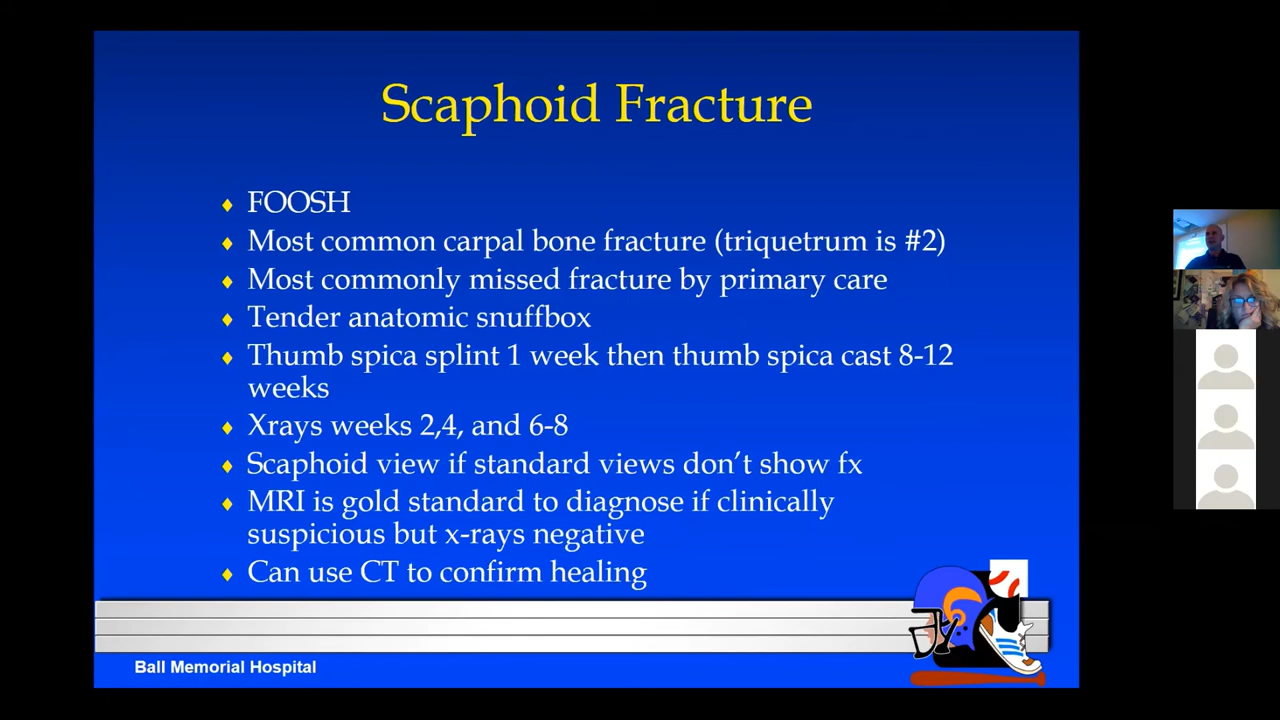 Scaphoid Fracture
FOOSH
Most common carpal bone fracture (triquetrum is #2)
Most commonly missed fracture by primary care
Tender anatomic snuffbox
Thumb spica splint 1 week then thumb spica cast 8-12
weeks
Xrays weeks 2,4, and 6-8
Scaphoid view if standard views don't show fx
MRI is gold standard to diagnose if clinically
suspicious but x-rays negative
Can use CT to confirm healing
Ball Memorial Hospital